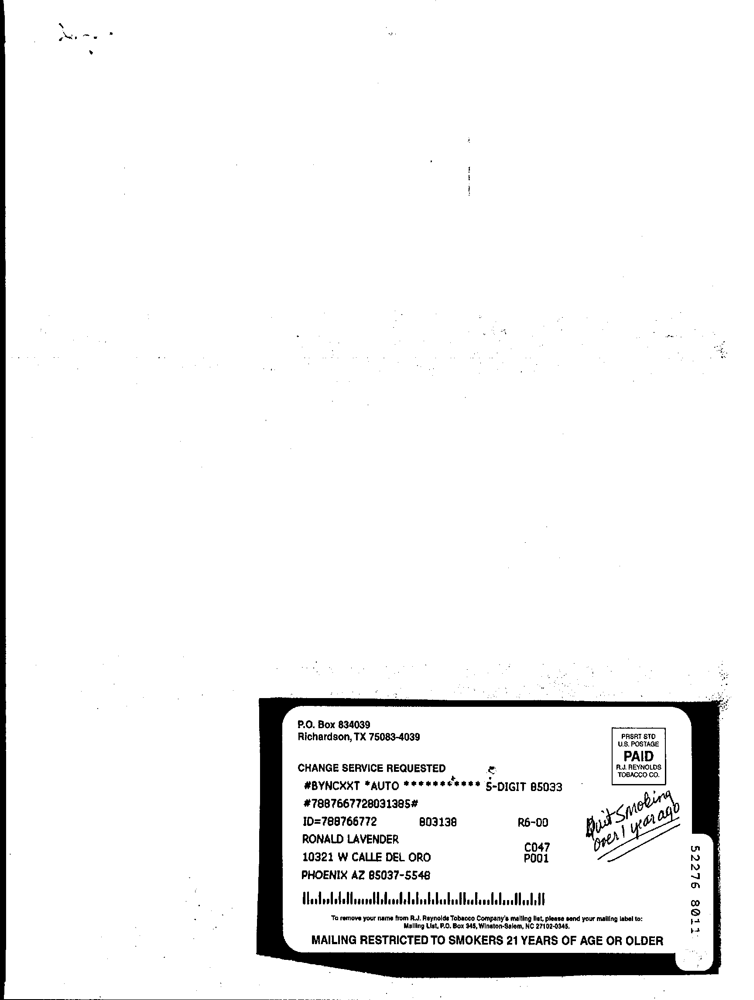 P.O. Box 834039
Richardson, TX 75083-4039
PRSRT STD
U.S. POSTAGE
PAID
R.J. REYNOLDS
TOBACCO CO.
CHANGE SERVICE REQUESTED
#BYNCXXT *AUTO *********** 5-DIGIT 85033
#7887667728031385#
ID=788766772 803138 R6-00
RONALD LAVENDER
C047
10321 W CALLE DEL ORO
P001
PHOENIX AZ 85037-5548
Quit Smoking
over 1 year ago
To remove your name from R.J. Reynolds Tobacco Company's mailing list, please send your mailing label to:
Mailing List, P.O. Box 345, Winston-Salem, NC 27102-0345.
MAILING RESTRICTED TO SMOKERS 21 YEARS OF AGE OR OLDER
52276 8011